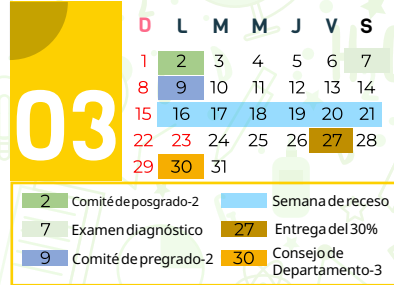 03
D L M M J V S
1 2 3 4 5 6 7
8 9 10 11 12 13 14
15 16 17 18 19 20 21
22 23 24 25 26 27 28
29 30 31
2 Comité de posgrado-2
Semana de receso
7 Examen diagnóstico
27 Entrega del 30%
9 Comité de pregrado-2
30 Consejo de
Departamento-3